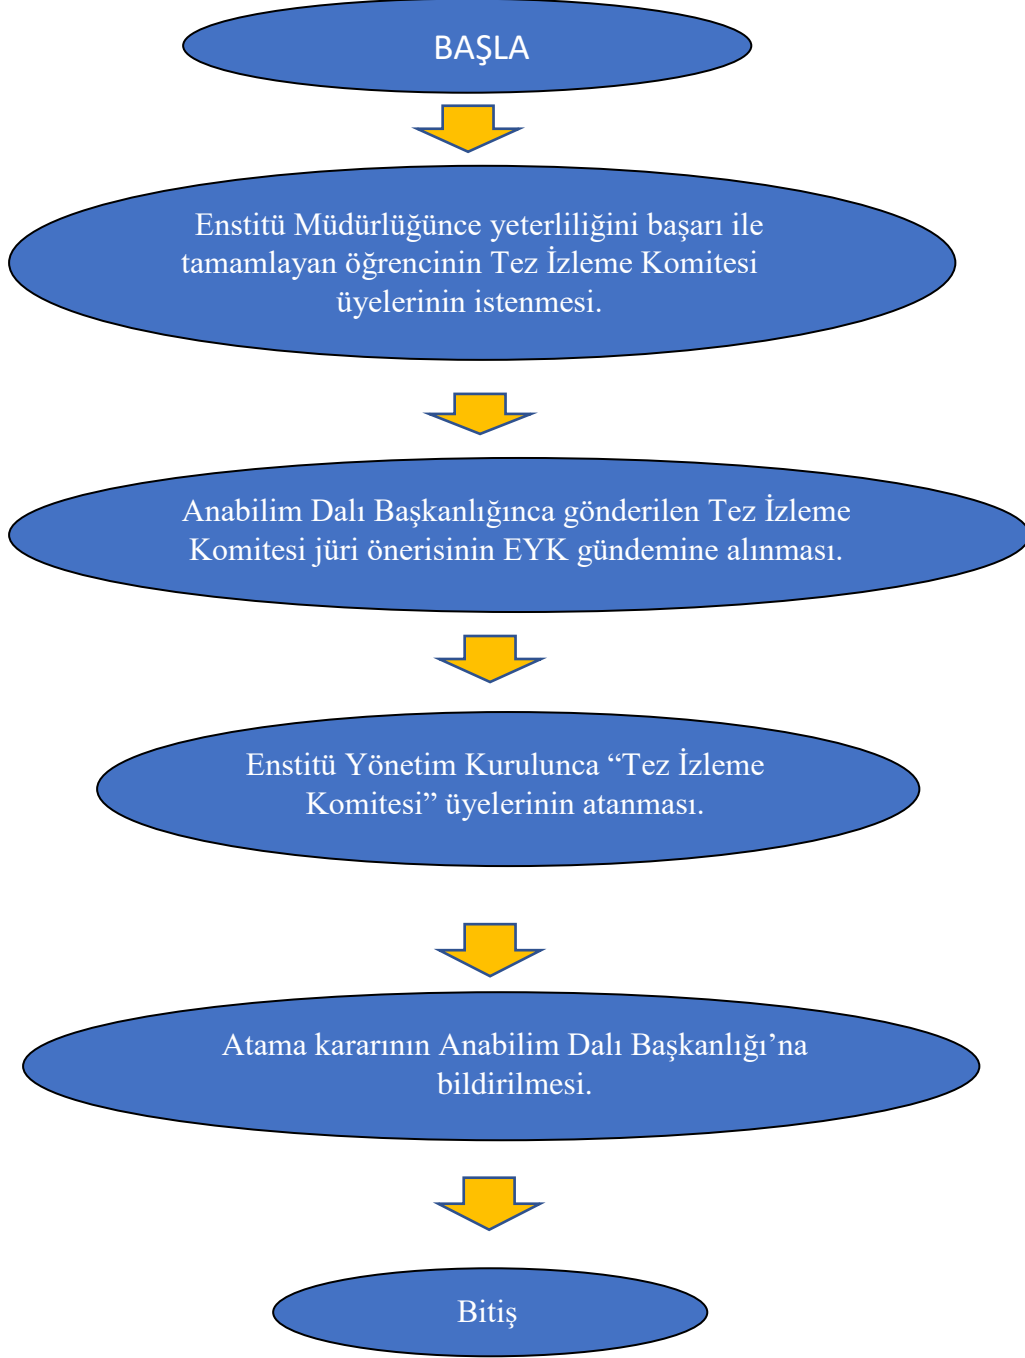 BAŞLA
Enstitü Müdürlüğünce yeterliliğini başarı ile
tamamlayan öğrencinin Tez İzleme Komitesi
üyelerinin istenmesi.
Anabilim Dalı Başkanlığınca gönderilen Tez İzleme
Komitesi jüri önerisinin EYK gündemine alınması.
Enstitü Yönetim Kurulunca “Tez İzleme
Komitesi” üyelerinin atanması.
Atama kararının Anabilim Dalı Başkanlığı’na
bildirilmesi.
Bitiş